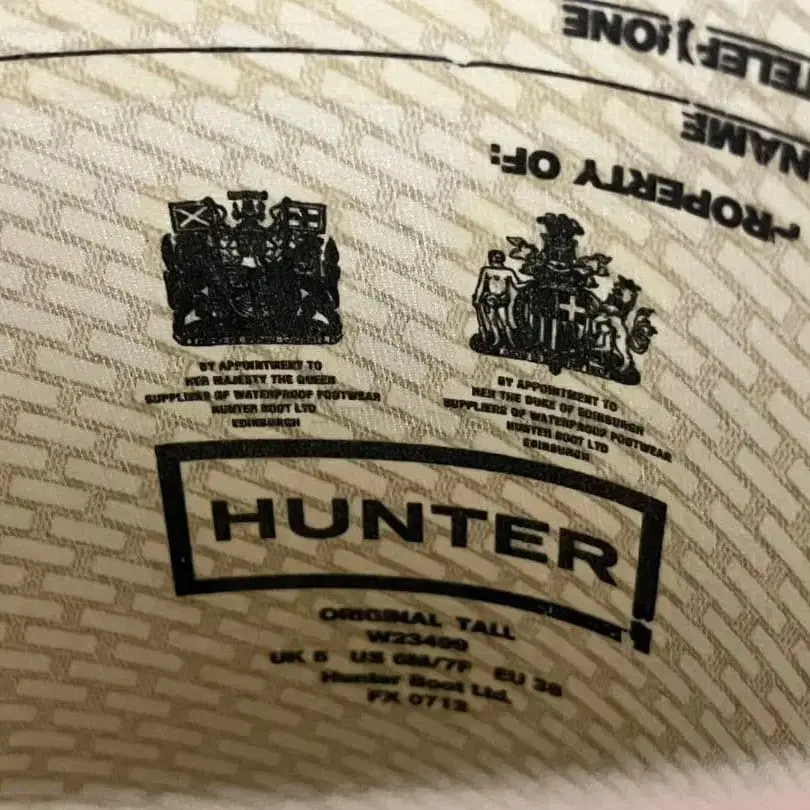 PROPERTY OF:
NAME
TELEPHONE
BY APPOINTMENT TO
HER MAJESTY THE QUEEN
SUPPLIERS OF WATERPROOF FOOTWEAR
HUNTER BOOT LTD
EDINBURGH
BY APPOINTMENT TO
HRH THE DUKE OF EDINBURGH
SUPPLIERS OF WATERPROOF FOOTWEAR
HUNTER BOOT LTD
EDINBURGH
HUNTER
ORIGINAL TALL
W23499
UK 5 US 6M/7F EU 38
Hunter Boot Ltd.
FX 0712